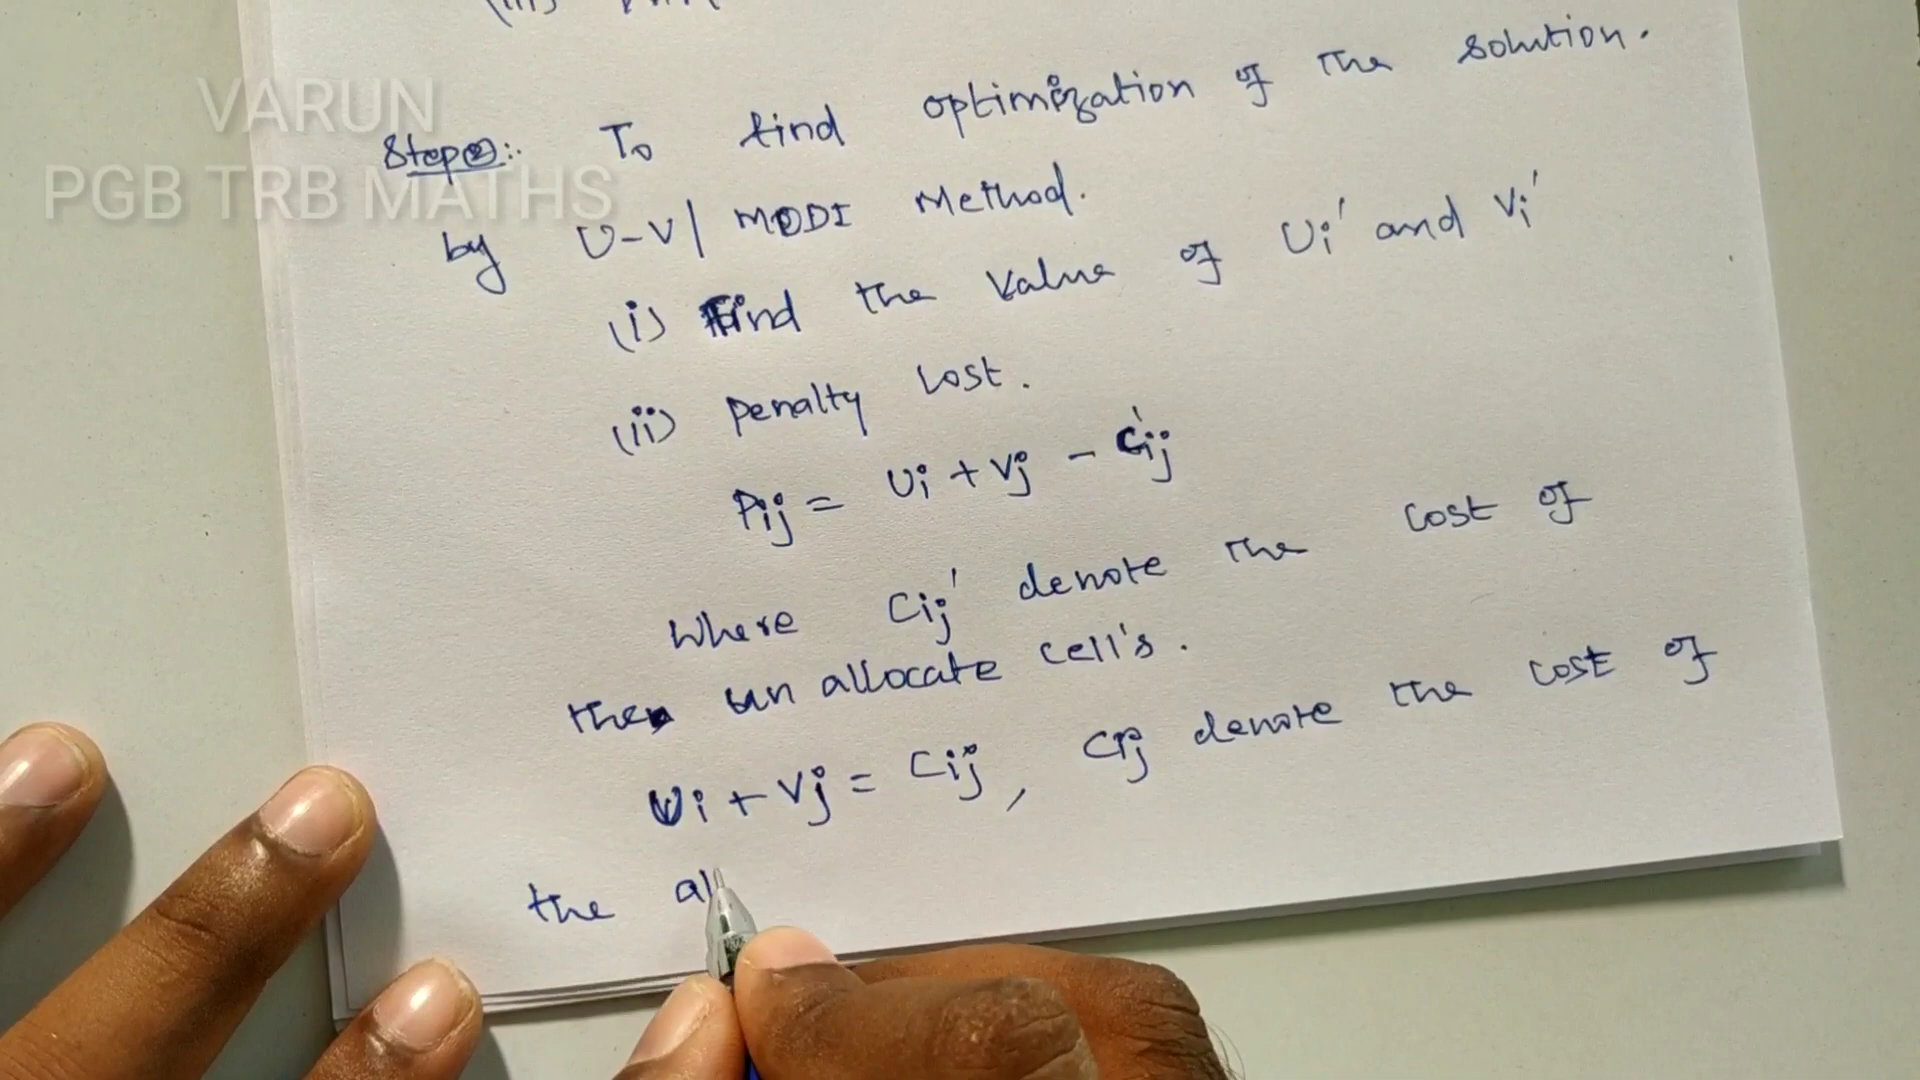 VARUN
PGB TRB MATHS
(iii)
Step②:. To find optimization of the solution.
by U-V| MODI Method.
(i) Find the value of Ui' and Vi'
(ii) Penalty cost.
Pij = Ui + Vj - C'ij
Where Cij' denote the cost of
the un allocate cell's.
Ui + Vj = Cij, Cij denote the cost of
the al